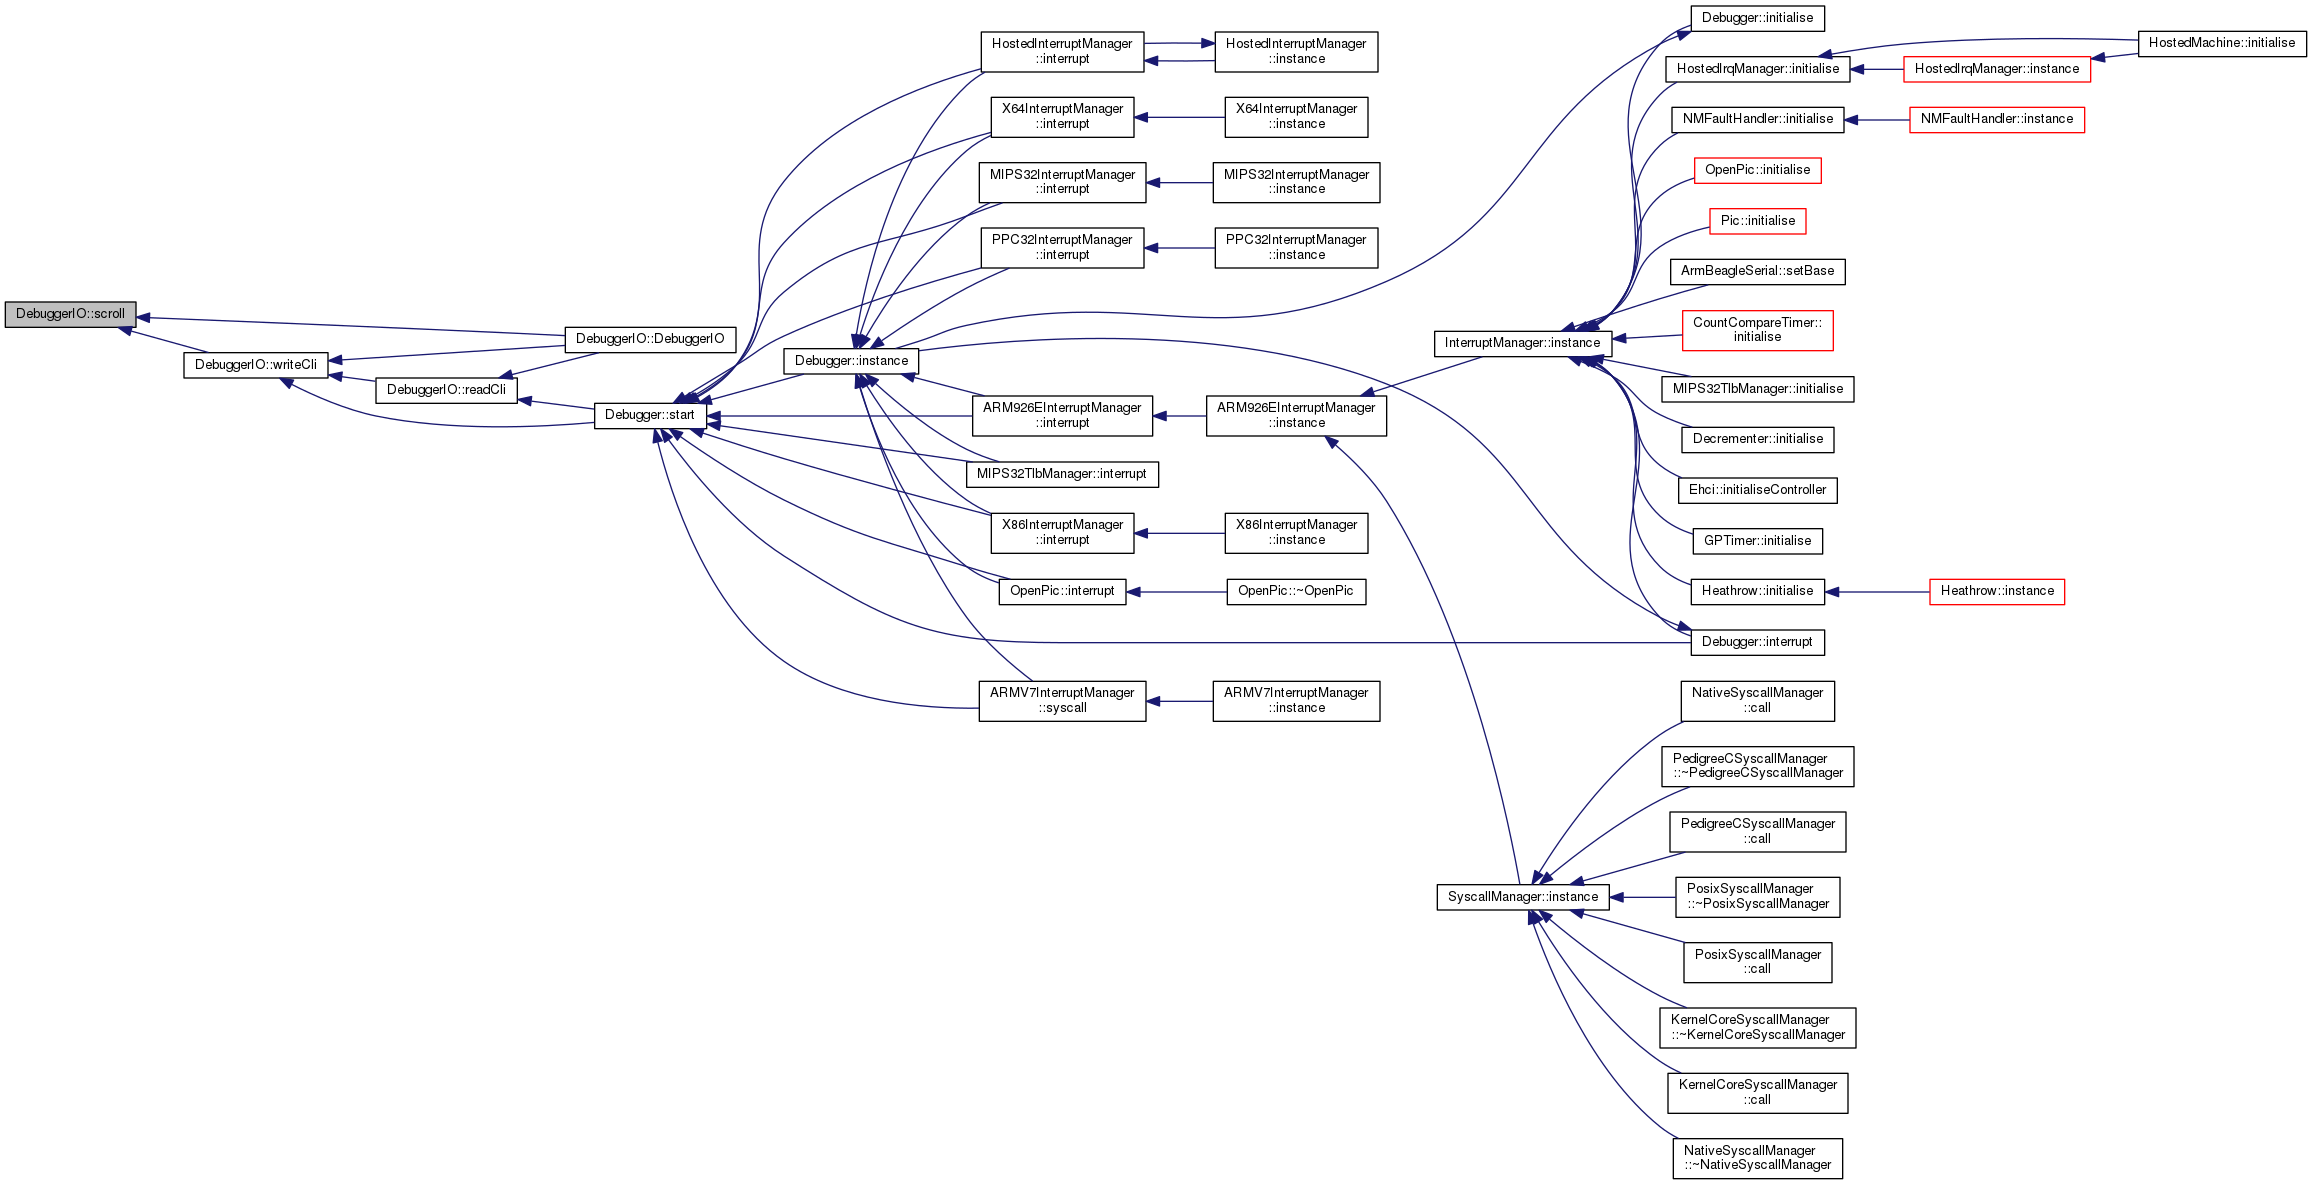 DebuggerIO::scroll
DebuggerIO::writeCli
DebuggerIO::DebuggerIO
DebuggerIO::readCli
Debugger::start
Debugger::instance
HostedInterruptManager
::interrupt
HostedInterruptManager
::instance
X64InterruptManager
::interrupt
X64InterruptManager
::instance
MIPS32InterruptManager
::interrupt
MIPS32InterruptManager
::instance
PPC32InterruptManager
::interrupt
PPC32InterruptManager
::instance
ARM926EInterruptManager
::interrupt
ARM926EInterruptManager
::instance
MIPS32TlbManager::interrupt
X86InterruptManager
::interrupt
X86InterruptManager
::instance
OpenPic::interrupt
OpenPic::~OpenPic
ARMV7InterruptManager
::syscall
ARMV7InterruptManager
::instance
InterruptManager::instance
SyscallManager::instance
Debugger::initialise
HostedIrqManager::initialise
HostedIrqManager::instance
HostedMachine::initialise
NMFaultHandler::initialise
NMFaultHandler::instance
OpenPic::initialise
Pic::initialise
ArmBeagleSerial::setBase
CountCompareTimer::
initialise
MIPS32TlbManager::initialise
Decrementer::initialise
Ehci::initialiseController
GPTimer::initialise
Heathrow::initialise
Heathrow::instance
Debugger::interrupt
NativeSyscallManager
::call
PedigreeCSyscallManager
::~PedigreeCSyscallManager
PedigreeCSyscallManager
::call
PosixSyscallManager
::~PosixSyscallManager
PosixSyscallManager
::call
KernelCoreSyscallManager
::~KernelCoreSyscallManager
KernelCoreSyscallManager
::call
NativeSyscallManager
::~NativeSyscallManager